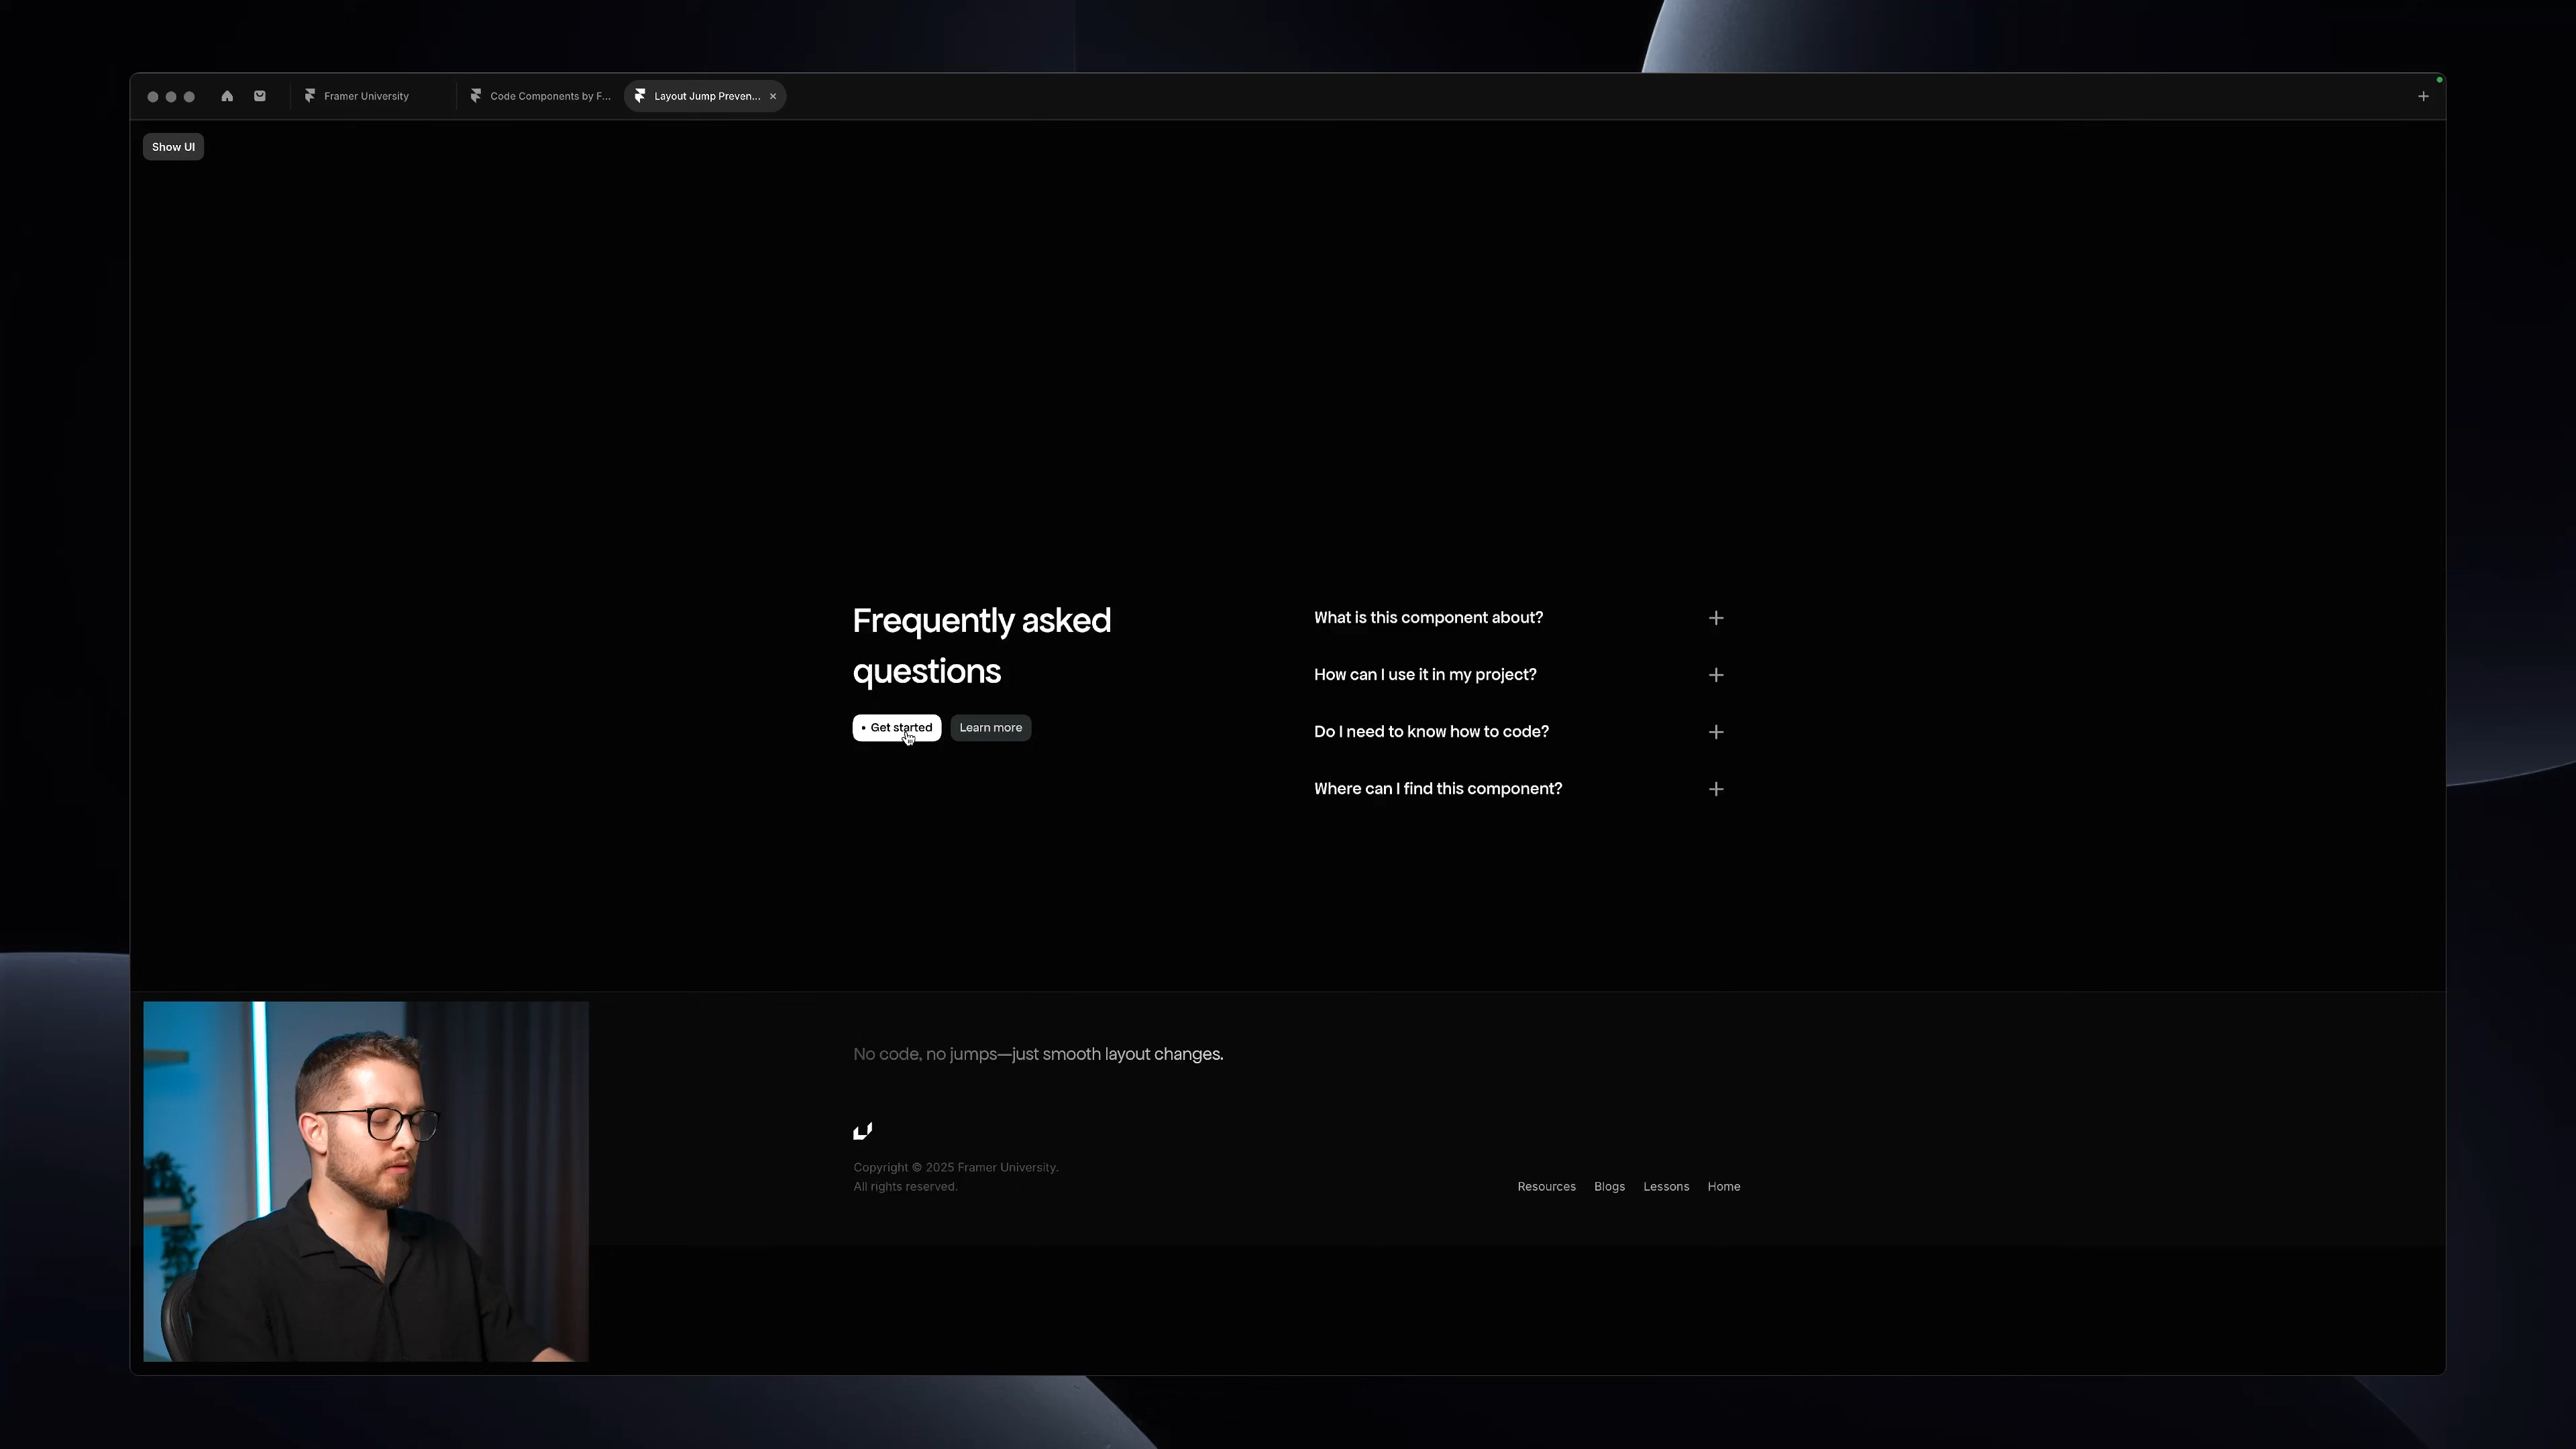 Framer University
Code Components by F...
Layout Jump Preven...
Show UI
Frequently asked
questions
Get started
Learn more
What is this component about?
How can I use it in my project?
Do I need to know how to code?
Where can I find this component?
No code, no jumps—just smooth layout changes.
Copyright © 2025 Framer University.
All rights reserved.
Resources Blogs Lessons Home